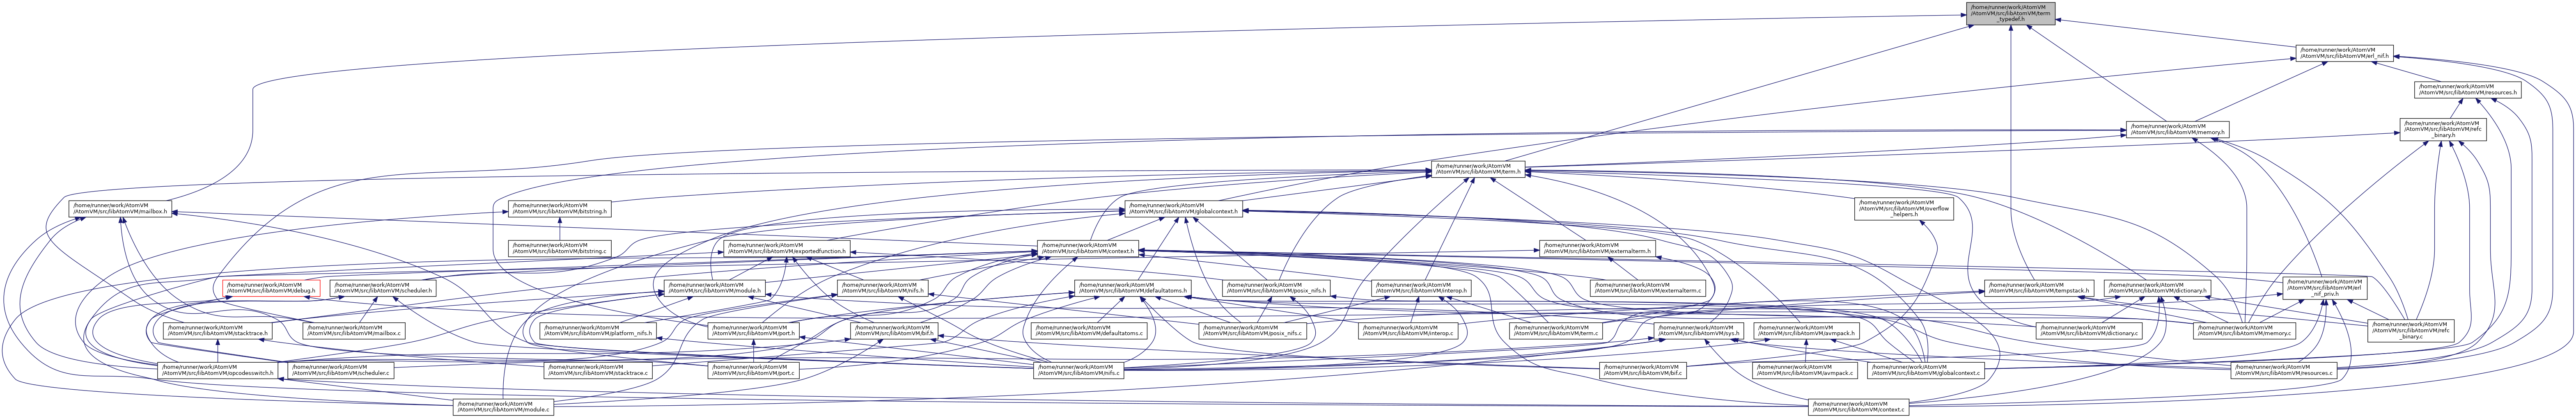 /home/runner/work/AtomVM
/AtomVM/src/libAtomVM/term
_typedef.h
/home/runner/work/AtomVM
/AtomVM/src/libAtomVM/erl_nif.h
/home/runner/work/AtomVM
/AtomVM/src/libAtomVM/resources.h
/home/runner/work/AtomVM
/AtomVM/src/libAtomVM/memory.h
/home/runner/work/AtomVM
/AtomVM/src/libAtomVM/refc
_binary.h
/home/runner/work/AtomVM
/AtomVM/src/libAtomVM/term.h
/home/runner/work/AtomVM
/AtomVM/src/libAtomVM/mailbox.h
/home/runner/work/AtomVM
/AtomVM/src/libAtomVM/bitstring.h
/home/runner/work/AtomVM
/AtomVM/src/libAtomVM/globalcontext.h
/home/runner/work/AtomVM
/AtomVM/src/libAtomVM/overflow
_helpers.h
/home/runner/work/AtomVM
/AtomVM/src/libAtomVM/bitstring.c
/home/runner/work/AtomVM
/AtomVM/src/libAtomVM/exportedfunction.h
/home/runner/work/AtomVM
/AtomVM/src/libAtomVM/context.h
/home/runner/work/AtomVM
/AtomVM/src/libAtomVM/externalterm.h
/home/runner/work/AtomVM
/AtomVM/src/libAtomVM/debug.h
/home/runner/work/AtomVM
/AtomVM/src/libAtomVM/scheduler.h
/home/runner/work/AtomVM
/AtomVM/src/libAtomVM/module.h
/home/runner/work/AtomVM
/AtomVM/src/libAtomVM/nifs.h
/home/runner/work/AtomVM
/AtomVM/src/libAtomVM/defaultatoms.h
/home/runner/work/AtomVM
/AtomVM/src/libAtomVM/posix_nifs.h
/home/runner/work/AtomVM
/AtomVM/src/libAtomVM/interop.h
/home/runner/work/AtomVM
/AtomVM/src/libAtomVM/externalterm.c
/home/runner/work/AtomVM
/AtomVM/src/libAtomVM/tempstack.h
/home/runner/work/AtomVM
/AtomVM/src/libAtomVM/dictionary.h
/home/runner/work/AtomVM
/AtomVM/src/libAtomVM/erl
_nif_priv.h
/home/runner/work/AtomVM
/AtomVM/src/libAtomVM/stacktrace.h
/home/runner/work/AtomVM
/AtomVM/src/libAtomVM/mailbox.c
/home/runner/work/AtomVM
/AtomVM/src/libAtomVM/platform_nifs.h
/home/runner/work/AtomVM
/AtomVM/src/libAtomVM/port.h
/home/runner/work/AtomVM
/AtomVM/src/libAtomVM/bif.h
/home/runner/work/AtomVM
/AtomVM/src/libAtomVM/defaultatoms.c
/home/runner/work/AtomVM
/AtomVM/src/libAtomVM/posix_nifs.c
/home/runner/work/AtomVM
/AtomVM/src/libAtomVM/interop.c
/home/runner/work/AtomVM
/AtomVM/src/libAtomVM/term.c
/home/runner/work/AtomVM
/AtomVM/src/libAtomVM/sys.h
/home/runner/work/AtomVM
/AtomVM/src/libAtomVM/avmpack.h
/home/runner/work/AtomVM
/AtomVM/src/libAtomVM/dictionary.c
/home/runner/work/AtomVM
/AtomVM/src/libAtomVM/memory.c
/home/runner/work/AtomVM
/AtomVM/src/libAtomVM/refc
_binary.c
/home/runner/work/AtomVM
/AtomVM/src/libAtomVM/opcodesswitch.h
/home/runner/work/AtomVM
/AtomVM/src/libAtomVM/scheduler.c
/home/runner/work/AtomVM
/AtomVM/src/libAtomVM/stacktrace.c
/home/runner/work/AtomVM
/AtomVM/src/libAtomVM/port.c
/home/runner/work/AtomVM
/AtomVM/src/libAtomVM/nifs.c
/home/runner/work/AtomVM
/AtomVM/src/libAtomVM/bif.c
/home/runner/work/AtomVM
/AtomVM/src/libAtomVM/avmpack.c
/home/runner/work/AtomVM
/AtomVM/src/libAtomVM/globalcontext.c
/home/runner/work/AtomVM
/AtomVM/src/libAtomVM/resources.c
/home/runner/work/AtomVM
/AtomVM/src/libAtomVM/module.c
/home/runner/work/AtomVM
/AtomVM/src/libAtomVM/context.c